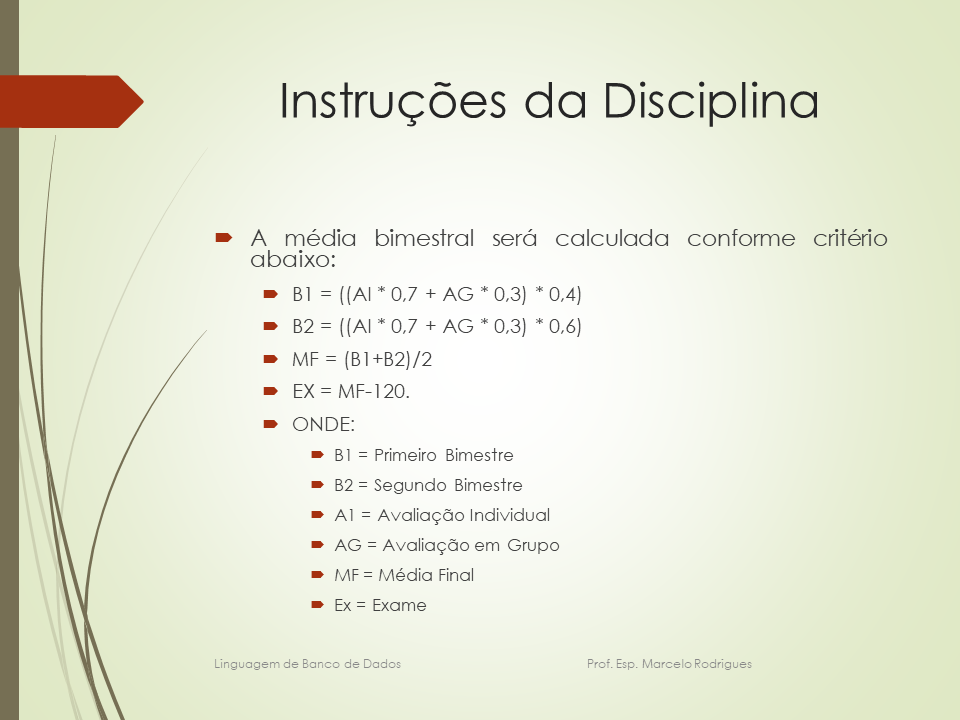 Instruções da Disciplina
A média bimestral será calculada conforme critério
abaixo:
B1 = ((AI * 0,7 + AG * 0,3) * 0,4)
B2 = ((AI * 0,7 + AG * 0,3) * 0,6)
MF = (B1+B2)/2
EX = MF-120.
ONDE:
B1 = Primeiro Bimestre
B2 = Segundo Bimestre
A1 = Avaliação Individual
AG = Avaliação em Grupo
MF = Média Final
Ex = Exame
Linguagem de Banco de Dados Prof. Esp. Marcelo Rodrigues